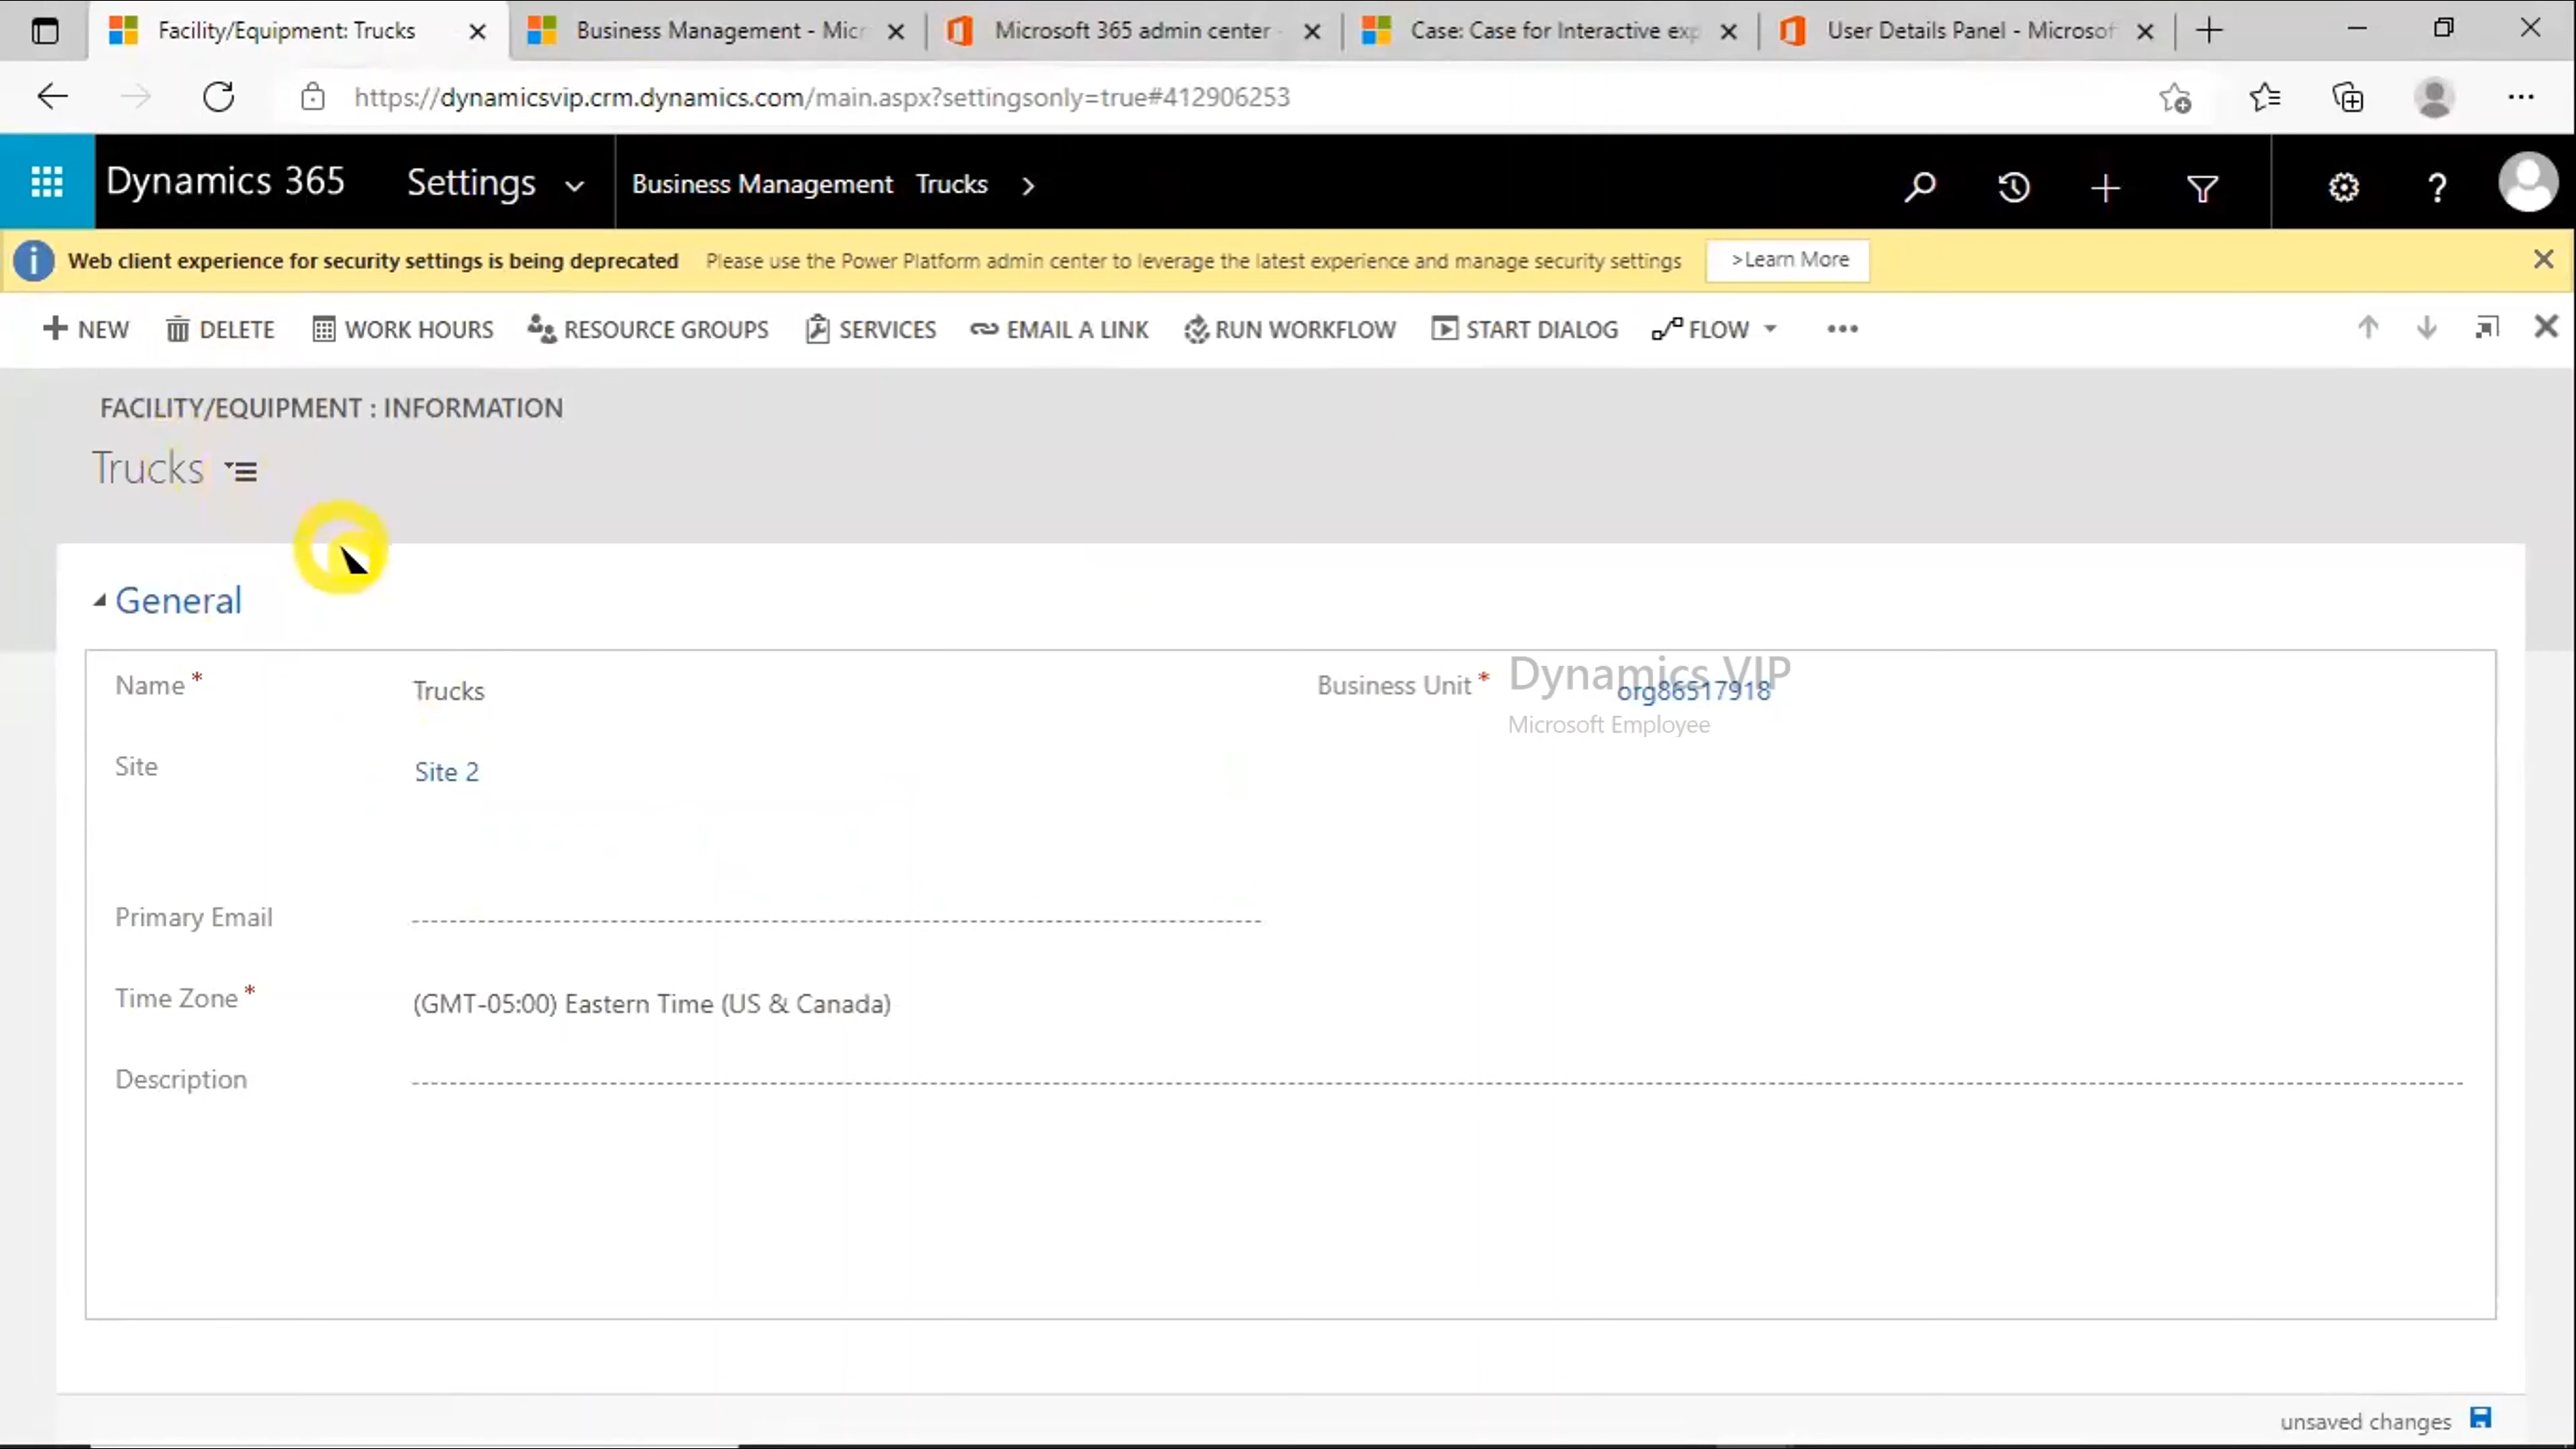 Facility/Equipment: Trucks
Business Management - Micr
Microsoft 365 admin center -
Case: Case for Interactive exp
User Details Panel - Microsof
https://dynamicsvip.crm.dynamics.com/main.aspx?settingsonly=true#412906253
Dynamics 365 Settings Business Management Trucks
Web client experience for security settings is being deprecated Please use the Power Platform admin center to leverage the latest experience and manage security settings >Learn More
NEW DELETE WORK HOURS RESOURCE GROUPS SERVICES EMAIL A LINK RUN WORKFLOW START DIALOG FLOW
FACILITY/EQUIPMENT : INFORMATION
Trucks
General
Name * Trucks
Business Unit * org86517918
Dynamics VIP
Microsoft Employee
Site Site 2
Primary Email
Time Zone * (GMT-05:00) Eastern Time (US & Canada)
Description
unsaved changes